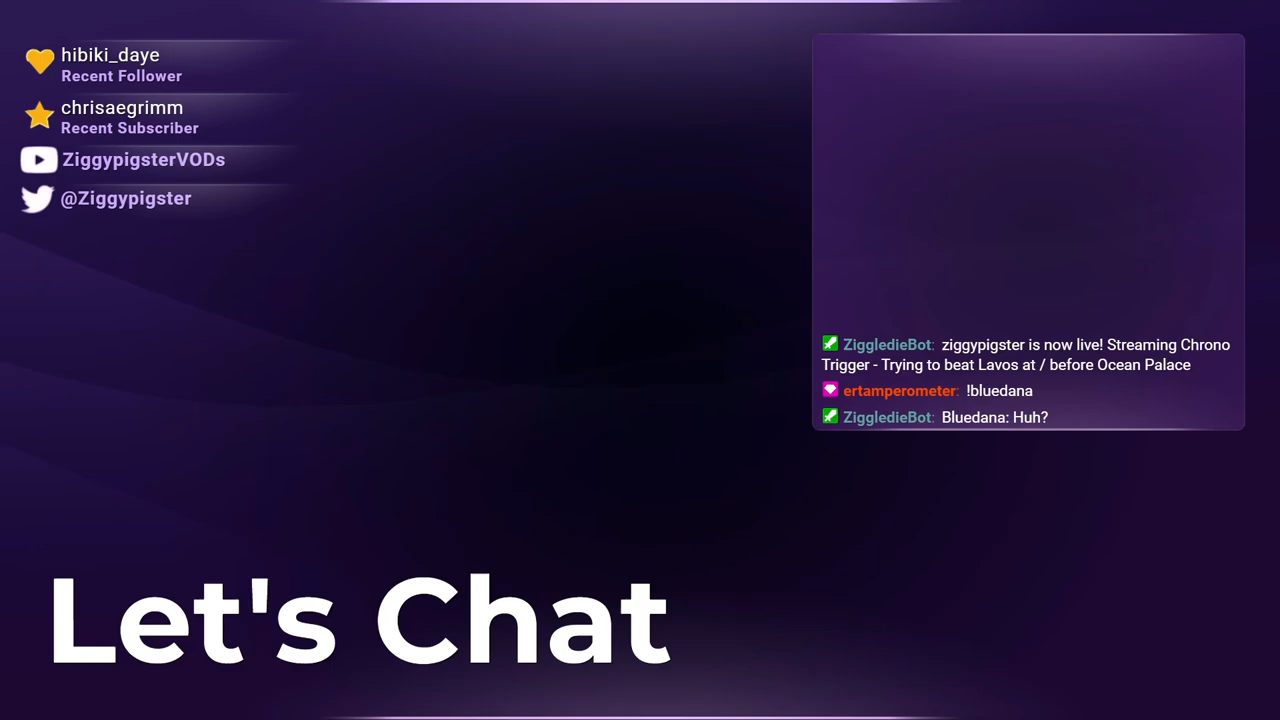 hibiki_daye
Recent Follower
chrisaegrimm
Recent Subscriber
ZiggypigsterVODs
@Ziggypigster
ZiggledieBot: ziggypigster is now live! Streaming Chrono
Trigger - Trying to beat Lavos at / before Ocean Palace
ertamperometer: !bluedana
ZiggledieBot: Bluedana: Huh?
Let's Chat